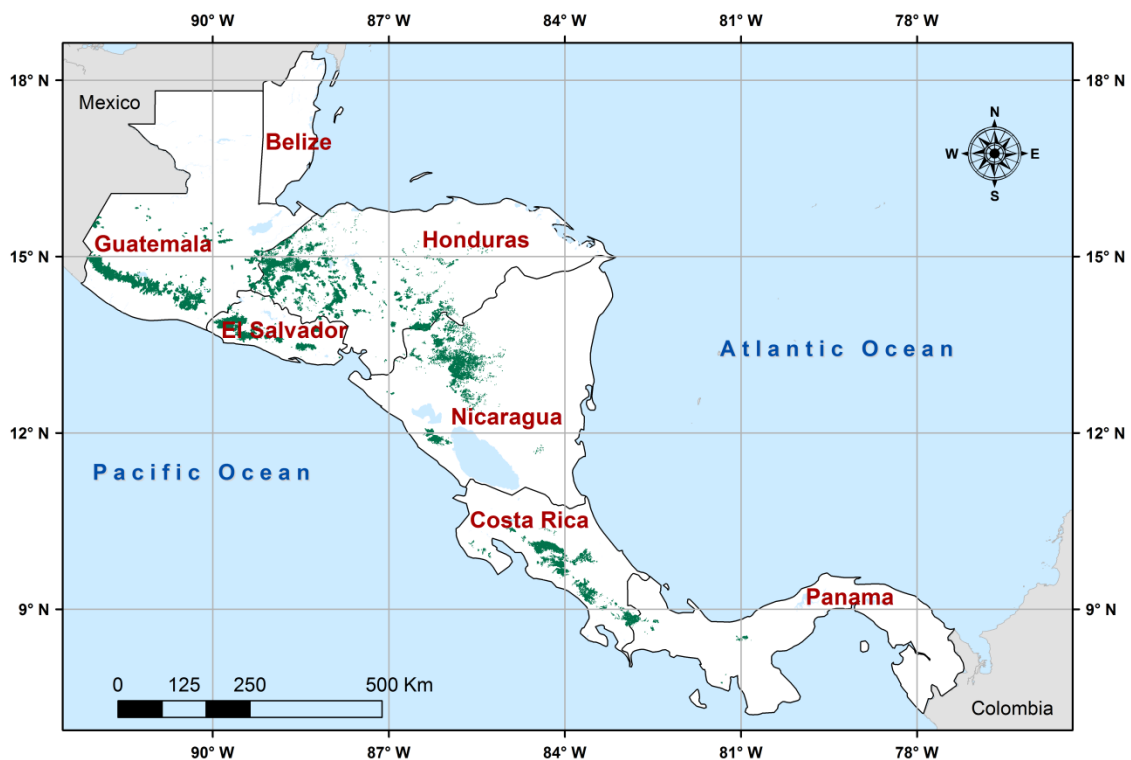 90° W 87° W 84° W 81° W 78° W
18° N 18° N
Mexico
N
Belize
W E
S
Guatemala Honduras
15° N 15° N
El Salvador
Atlantic Ocean
Nicaragua
12° N 12° N
Pacific Ocean
Costa Rica
Panama
9° N 9° N
0 125 250 500 Km
Colombia
90° W 87° W 84° W 81° W 78° W